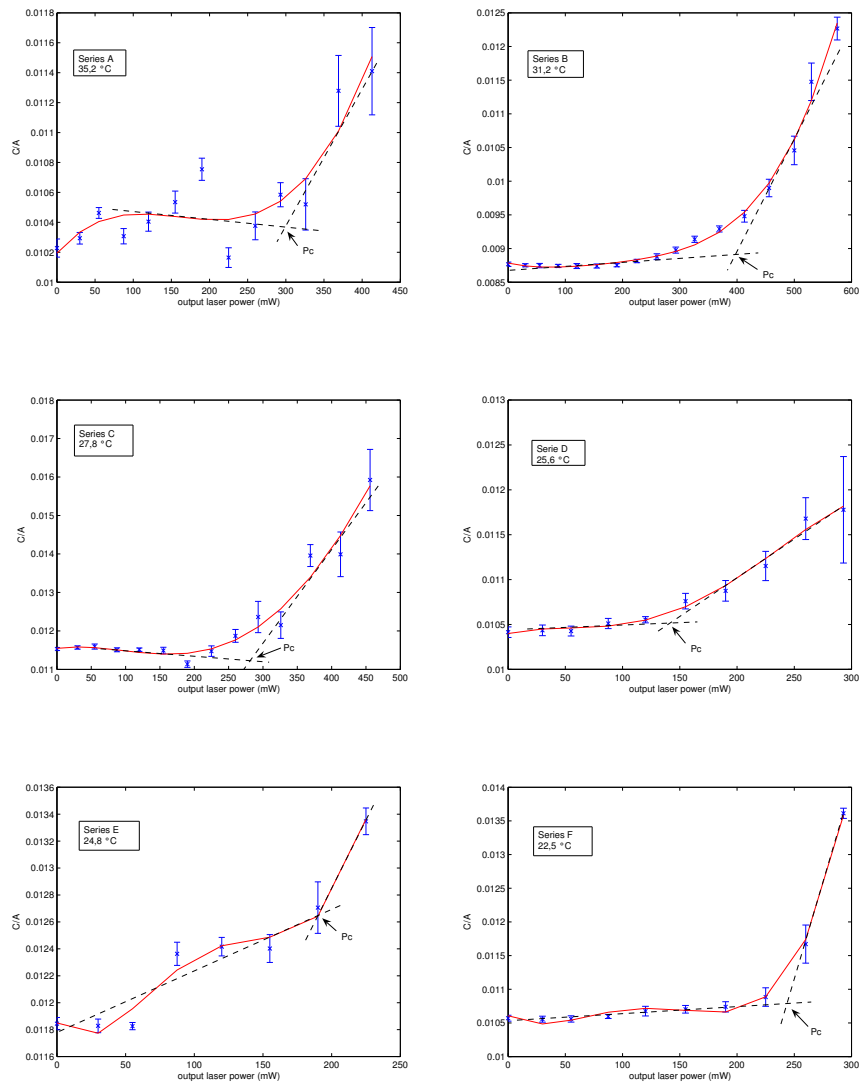 0.0118
0.0116
0.0114
0.0112
0.011
0.0108
0.0106
0.0104
0.0102
0.01
C/A
Series A
35,2 °C
Pc
0 50 100 150 200 250 300 350 400 450
output laser power (mW)
0.0125
0.012
0.0115
0.011
0.0105
0.01
0.0095
0.009
0.0085
C/A
Series B
31,2 °C
Pc
0 100 200 300 400 500 600
output laser power (mW)
0.018
0.017
0.016
0.015
0.014
0.013
0.012
0.011
C/A
Series C
27,8 °C
Pc
0 50 100 150 200 250 300 350 400 450 500
output laser power (mW)
0.013
0.0125
0.012
0.0115
0.011
0.0105
0.01
C/A
Serie D
25,6 °C
Pc
0 50 100 150 200 250 300
output laser power (mW)
0.0136
0.0134
0.0132
0.013
0.0128
0.0126
0.0124
0.0122
0.012
0.0118
0.0116
C/A
Series E
24,8 °C
Pc
0 50 100 150 200 250
output laser power (mW)
0.014
0.0135
0.013
0.0125
0.012
0.0115
0.011
0.0105
0.01
C/A
Series F
22,5 °C
Pc
0 50 100 150 200 250 300
output laser power (mW)